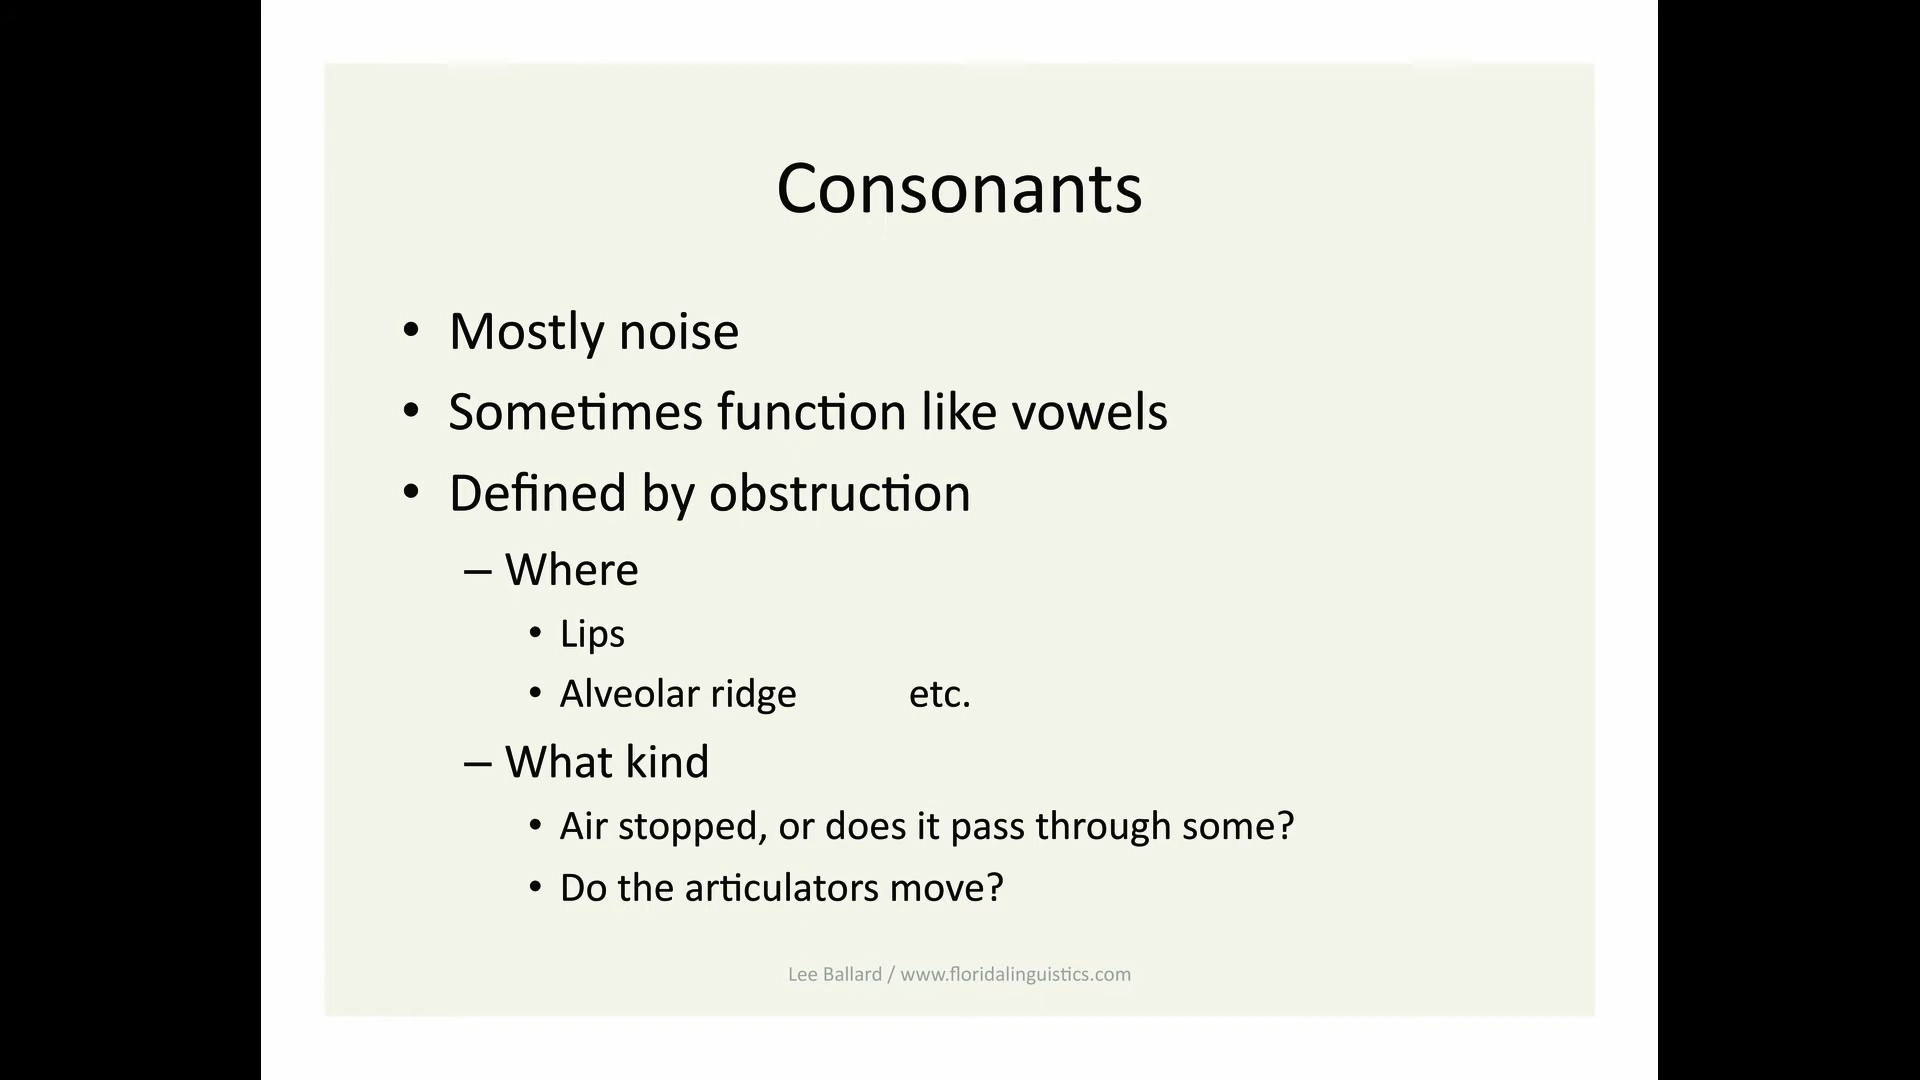 Consonants
• Mostly noise
• Sometimes function like vowels
• Defined by obstruction
– Where
• Lips
• Alveolar ridge etc.
– What kind
• Air stopped, or does it pass through some?
• Do the articulators move?
Lee Ballard / www.floridalinguistics.com